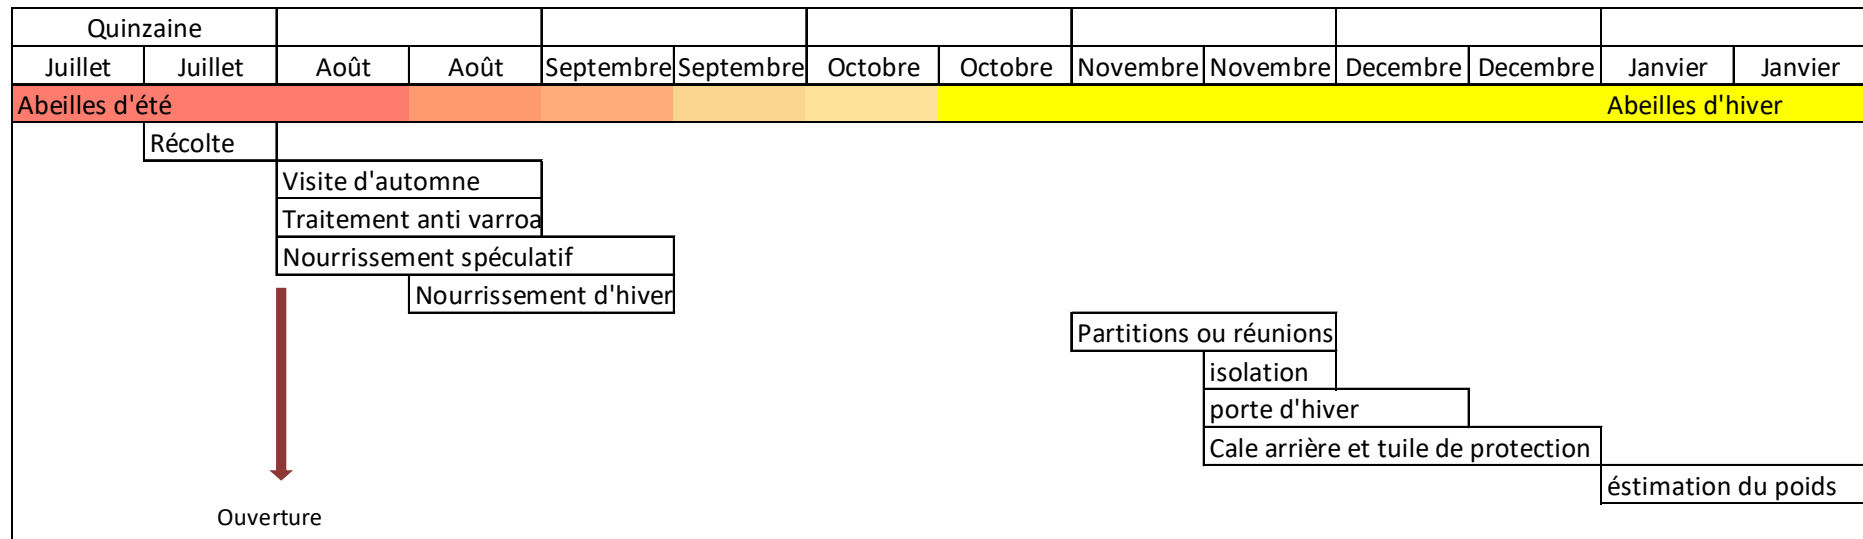 Quinzaine
Juillet Juillet Août Août Septembre Septembre Octobre Octobre Novembre Novembre Decembre Decembre Janvier Janvier
Abeilles d'été Abeilles d'hiver
Récolte
Visite d'automne
Traitement anti varroa
Nourrissement spéculatif
Nourrissement d'hiver
Partitions ou réunions
isolation
porte d'hiver
Cale arrière et tuile de protection
éstimation du poids
Ouverture